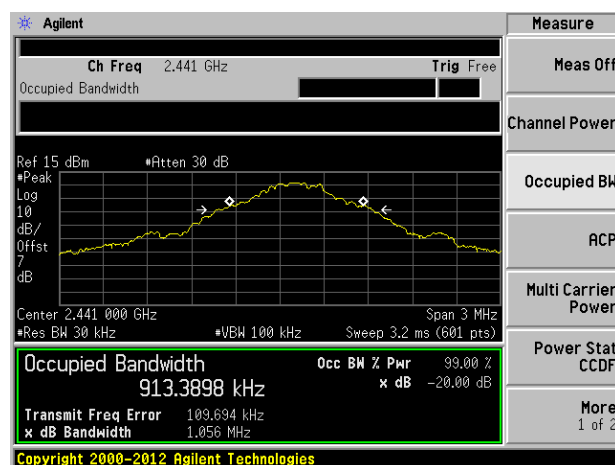 Agilent
Measure
Ch Freq 2.441 GHz Trig Free
Occupied Bandwidth
Meas Off
Channel Power
Occupied BW
ACP
Multi Carrier
Power
Power Stat
CCDF
More
1 of 2
Ref 15 dBm #Atten 30 dB
#Peak
Log
10
dB/
Offst
7
dB
Center 2.441 000 GHz Span 3 MHz
#Res BW 30 kHz #VBW 100 kHz Sweep 3.2 ms (601 pts)
Occupied Bandwidth Occ BW % Pwr 99.00 %
913.3898 kHz x dB -20.00 dB
Transmit Freq Error 109.694 kHz
x dB Bandwidth 1.056 MHz
Copyright 2000-2012 Agilent Technologies